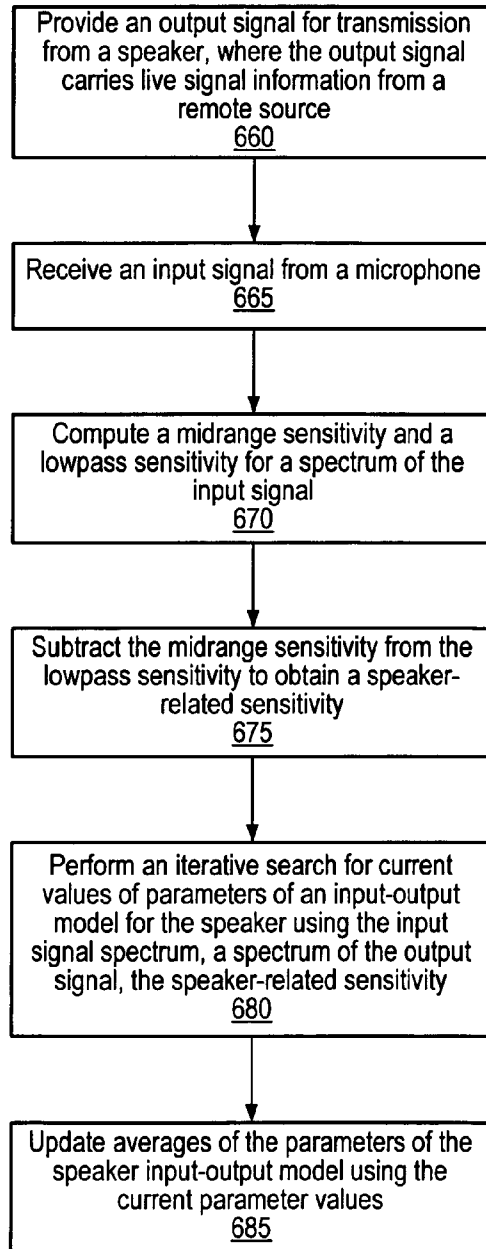 Provide an output signal for transmission
from a speaker, where the output signal
carries live signal information from a
remote source
660
Receive an input signal from a microphone
665
Compute a midrange sensitivity and a
lowpass sensitivity for a spectrum of the
input signal
670
Subtract the midrange sensitivity from the
lowpass sensitivity to obtain a speaker-
related sensitivity
675
Perform an iterative search for current
values of parameters of an input-output
model for the speaker using the input
signal spectrum, a spectrum of the output
signal, the speaker-related sensitivity
680
Update averages of the parameters of the
speaker input-output model using the
current parameter values
685